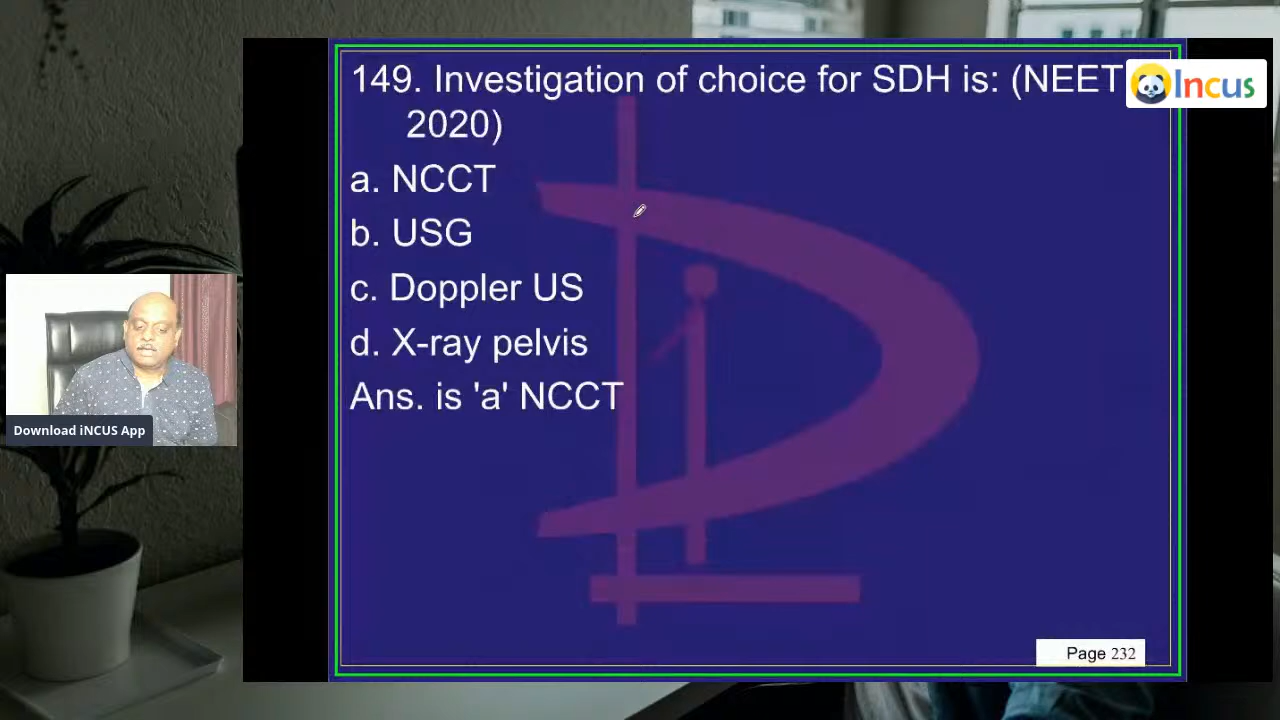 149. Investigation of choice for SDH is: (NEET
2020)
Incus
a. NCCT
b. USG
c. Doppler US
d. X-ray pelvis
Ans. is 'a' NCCT
Download iNCUS App
Page 232